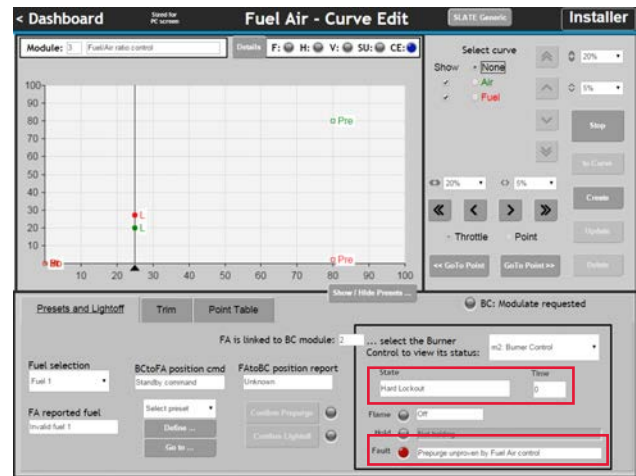 < Dashboard
Sized for
PC screen
Fuel Air - Curve Edit
SLATE Generic
Installer
Module: 3 Fuel/Air ratio control
Details F: H: V: SU: CE:
Select curve
Show None
Air
Fuel
20%
5%
Stop
to Curve
Create
Update
Delete
20% 5%
Throttle Point
<< GoTo Point GoTo Point >>
100
90
80
70
60
50
40
30
20
10
Pre
L
L
Pre
10 20 30 40 50 60 70 80 90 100
Show / Hide Presets ...
Presets and Lightoff Trim Point Table
BC: Modulate requested
FA is linked to BC module: 2
... select the Burner
Control to view its status:
m2: Burner Control
Fuel selection
Fuel 1
BCtoFA position cmd
Standby command
FAtoBC position report
Unknown
State
Hard Lockout
Time
0
FA reported fuel
Invalid fuel 1
Select preset
Define ...
Go to ...
Confirm Prepurge
Confirm Lightoff
Flame Off
Hold Not holding
Fault Prepurge unproven by Fuel Air control